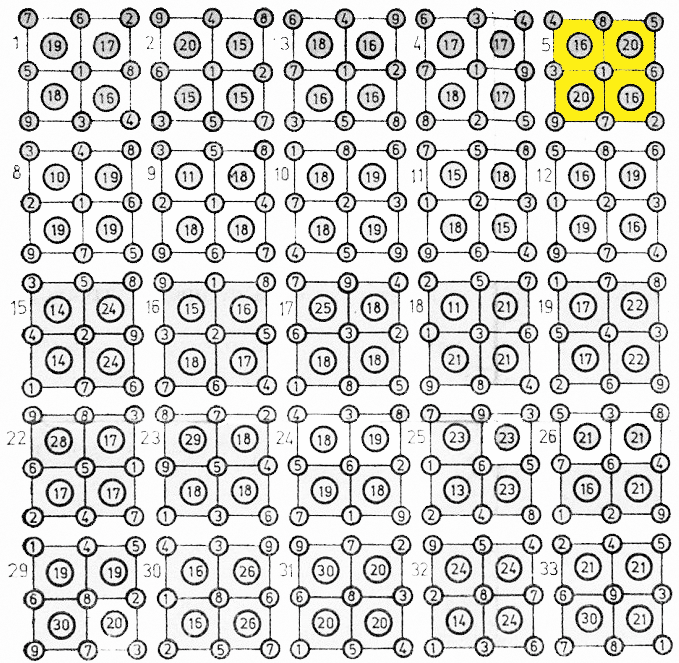 7 6 2 9 4 8 6 4 9 6 3 4 4 8 5
1 19 17 2 20 15 3 18 16 4 17 17 5 16 20
5 1 8 6 1 2 7 1 2 7 1 9 3 1 6
18 16 15 15 16 16 18 17 20 16
9 3 4 3 5 7 3 5 8 8 2 5 9 7 2
3 4 8 3 5 8 1 8 6 7 5 8 5 8 6
8 10 19 9 11 18 10 18 19 11 15 18 12 16 19
2 1 6 2 1 4 7 2 3 1 2 3 1 2 3
19 19 18 18 18 19 18 15 19 16
9 7 5 9 6 7 4 5 9 9 6 4 9 7 4
3 5 8 9 1 8 7 9 4 2 5 7 1 7 8
15 14 24 16 15 16 17 25 18 18 11 21 19 17 22
4 2 9 3 2 5 6 3 2 1 3 6 5 4 3
14 24 18 17 18 18 21 21 17 22
1 7 6 7 6 4 1 8 5 9 8 4 2 6 9
9 8 3 8 7 2 4 3 8 7 9 3 5 3 8
22 28 17 23 29 18 24 18 19 25 23 23 26 21 21
6 5 1 9 5 4 5 6 2 1 6 5 7 6 4
17 17 18 18 19 18 13 23 16 21
2 4 7 1 3 6 7 1 9 2 4 8 1 2 9
1 4 5 4 3 9 9 7 2 9 5 4 2 4 5
29 19 19 30 16 26 31 30 20 32 24 24 33 21 21
6 8 2 1 8 6 6 8 3 2 8 7 6 9 3
30 20 16 26 20 20 14 24 30 21
9 7 3 2 5 7 1 5 4 1 3 6 7 8 1